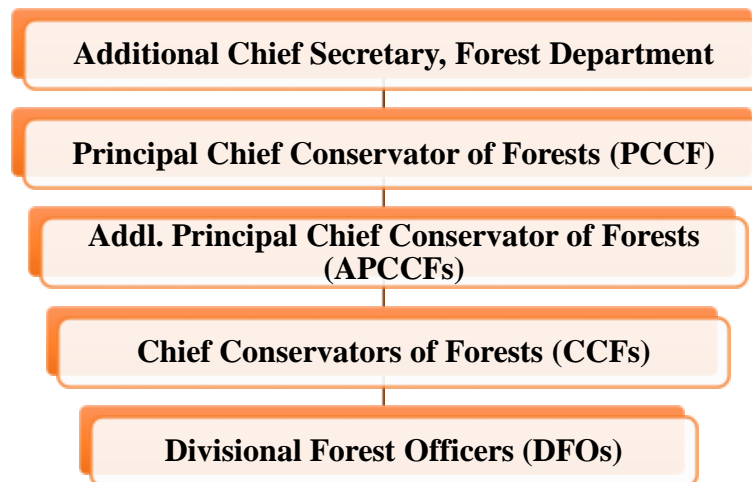 Additional Chief Secretary, Forest Department
Principal Chief Conservator of Forests (PCCF)
Addl. Principal Chief Conservator of Forests
(APCCFs)
Chief Conservators of Forests (CCFs)
Divisional Forest Officers (DFOs)